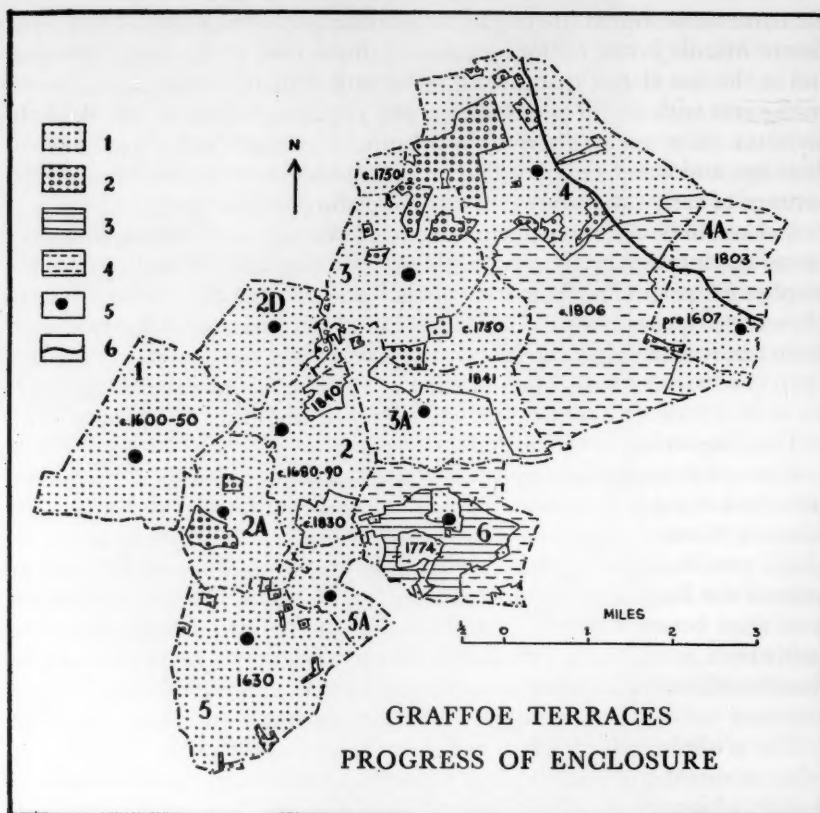 1
2
3
4
5
6
N
c.1750
4
4A
1803
3
c.1806
pre 1607
2D
c.1750
1841
1840
3A
1
c.1600-50
2
c.1680-90
c.1830
2A
6
1774
5A
5
1630
MILES
½ 0 1 2 3
GRAFFOE TERRACES
PROGRESS OF ENCLOSURE